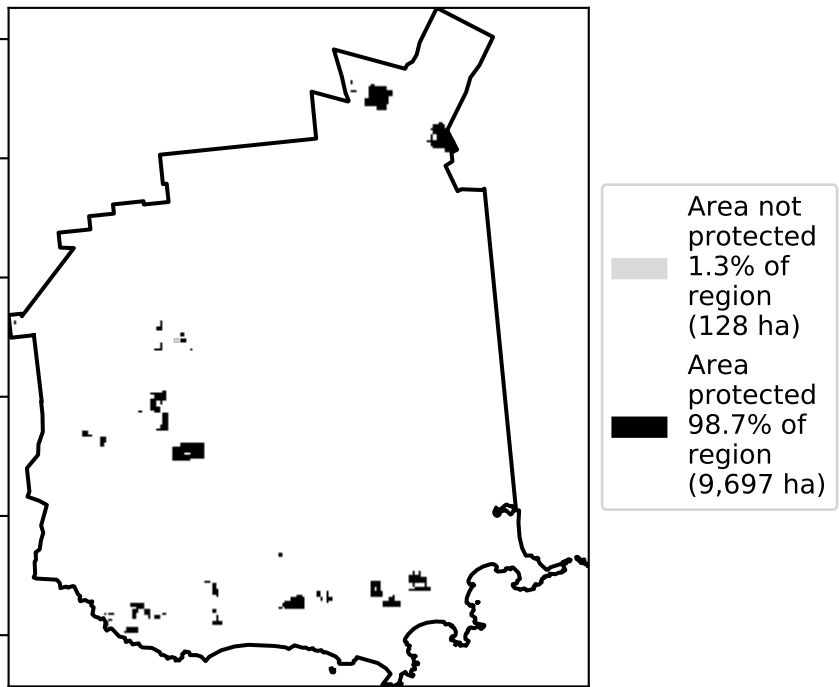 Area not
protected
1.3% of
region
(128 ha)
Area
protected
98.7% of
region
(9,697 ha)